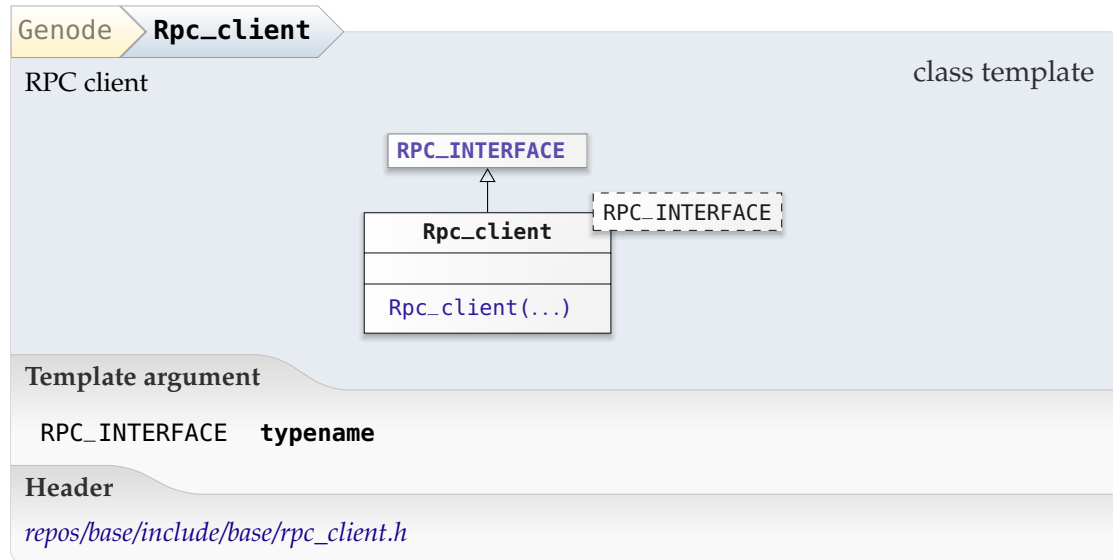 Genode Rpc_client
RPC client
class template
RPC_INTERFACE
RPC_INTERFACE
Rpc_client
Rpc_client(...)
Template argument
RPC_INTERFACE typename
Header
repos/base/include/base/rpc_client.h